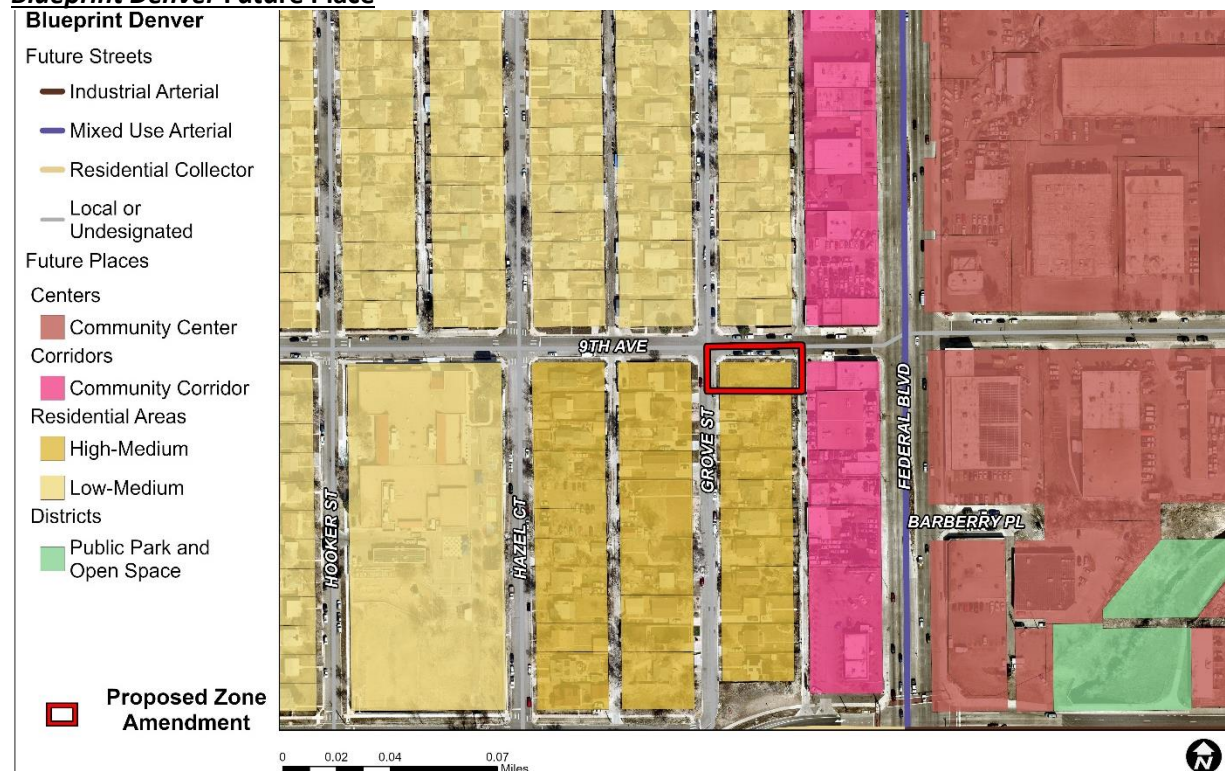 Blueprint Denver Future Place
Blueprint Denver
Future Streets
Industrial Arterial
Mixed Use Arterial
Residential Collector
Local or
Undesignated
Future Places
Centers
Community Center
Corridors
Community Corridor
Residential Areas
High-Medium
Low-Medium
Districts
Public Park and
Open Space
Proposed Zone
Amendment
9TH AVE
HOOKER ST
HAZEL CT
GROVE ST
FEDERAL BLVD
BARBERRY PL
0 0.02 0.04 0.07
Miles
N